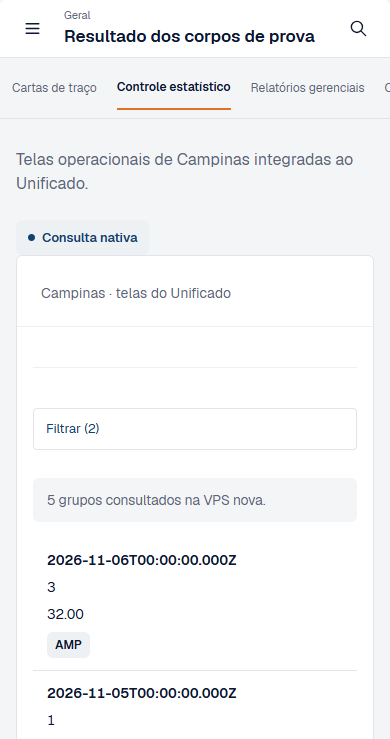 Geral
Resultado dos corpos de prova
Cartas de traço
Controle estatístico
Relatórios gerenciais
Telas operacionais de Campinas integradas ao
Unificado.
Consulta nativa
Campinas · telas do Unificado
Filtrar (2)
5 grupos consultados na VPS nova.
2026-11-06T00:00:00.000Z
3
32.00
AMP
2026-11-05T00:00:00.000Z
1